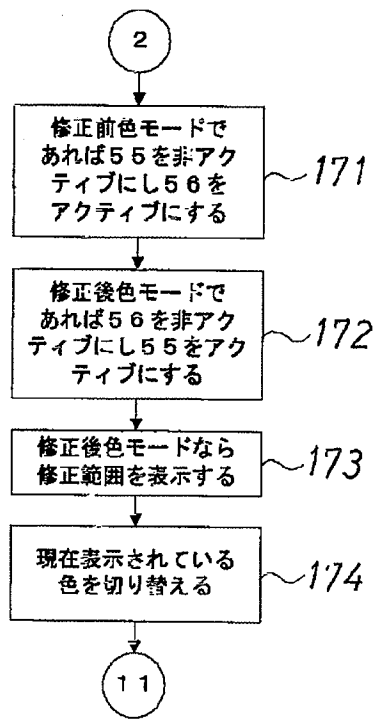 2
修正前色モードで
あれば５５を非アク
ティブにし５６を
アクティブにする
171
修正後色モードで
あれば５６を非アク
ティブにし５５をアク
ティブにする
172
修正後色モードなら
修正範囲を表示する
173
現在表示されている
色を切り替える
174
１１